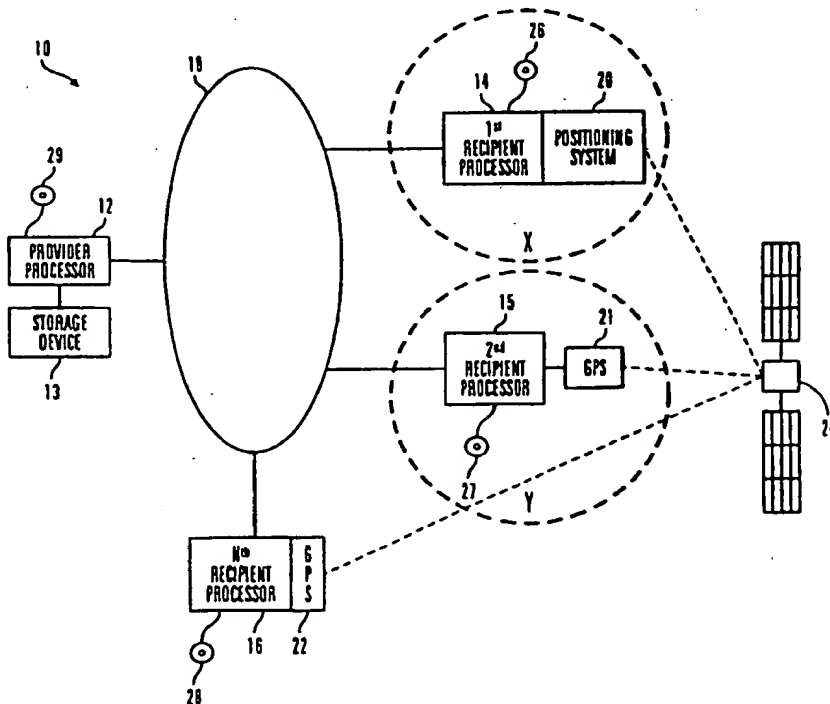 10
18
26
14
20
1st
RECIPIENT
PROCESSOR
POSITIONING
SYSTEM
X
29
12
PROVIDER
PROCESSOR
STORAGE
DEVICE
13
15
21
2nd
RECIPIENT
PROCESSOR
GPS
27
Y
Nth
RECIPIENT
PROCESSOR
GPS
16
22
28